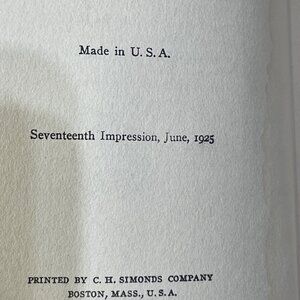 Made in U. S. A.
Seventeenth Impression, June, 1925
PRINTED BY C. H. SIMONDS COMPANY
BOSTON, MASS., U. S. A.